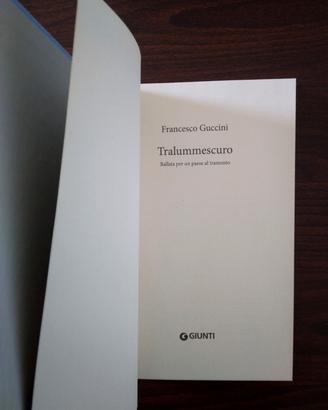 Francesco Guccini
Tralummescuro
Ballata per un paese al tramonto
GIUNTI